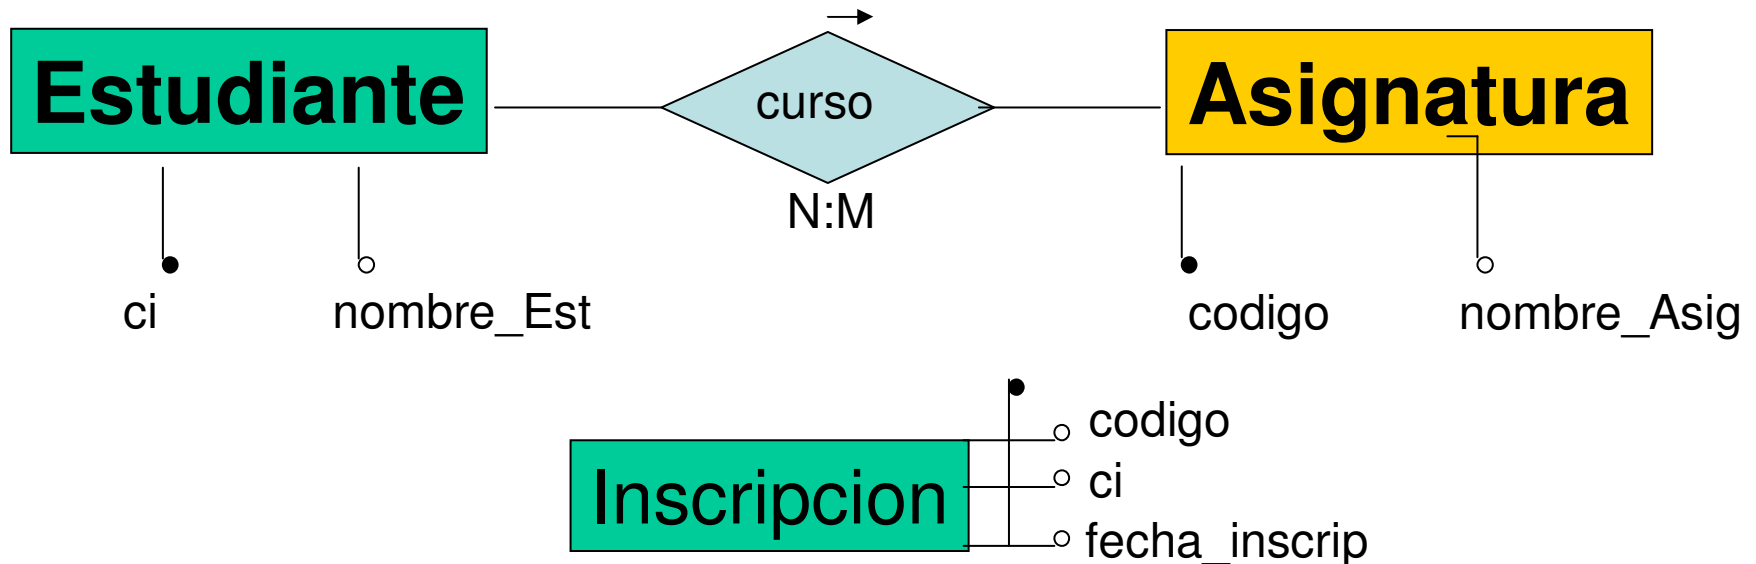 Estudiante
curso
Asignatura
N:M
ci
nombre_Est
codigo
nombre_Asig
codigo
Inscripcion
ci
fecha_inscrip